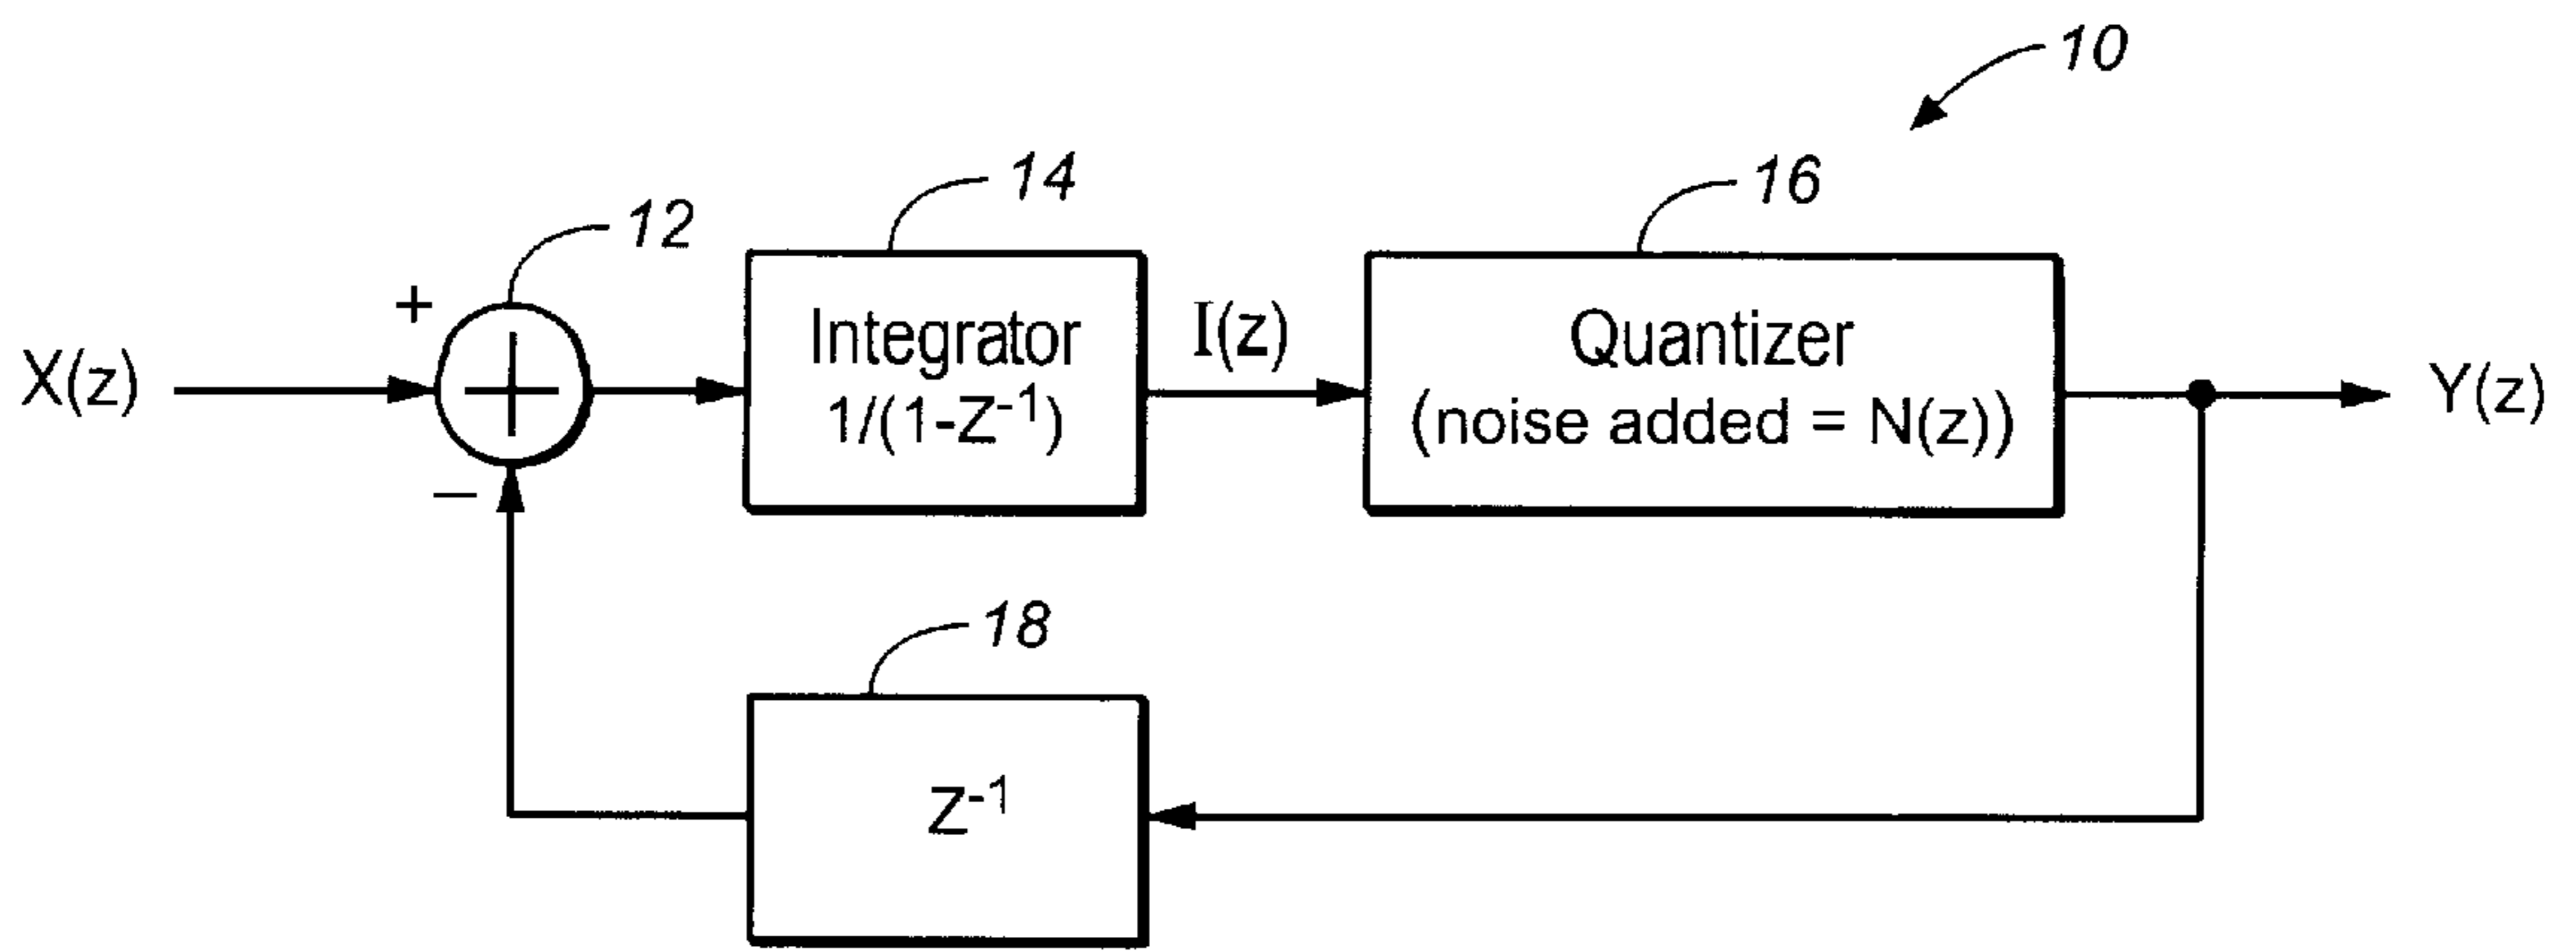 10
14
16
12
+
X(z)
Integrator
1/(1-Z⁻¹)
I(z)
Quantizer
(noise added = N(z))
Y(z)
–
18
Z⁻¹